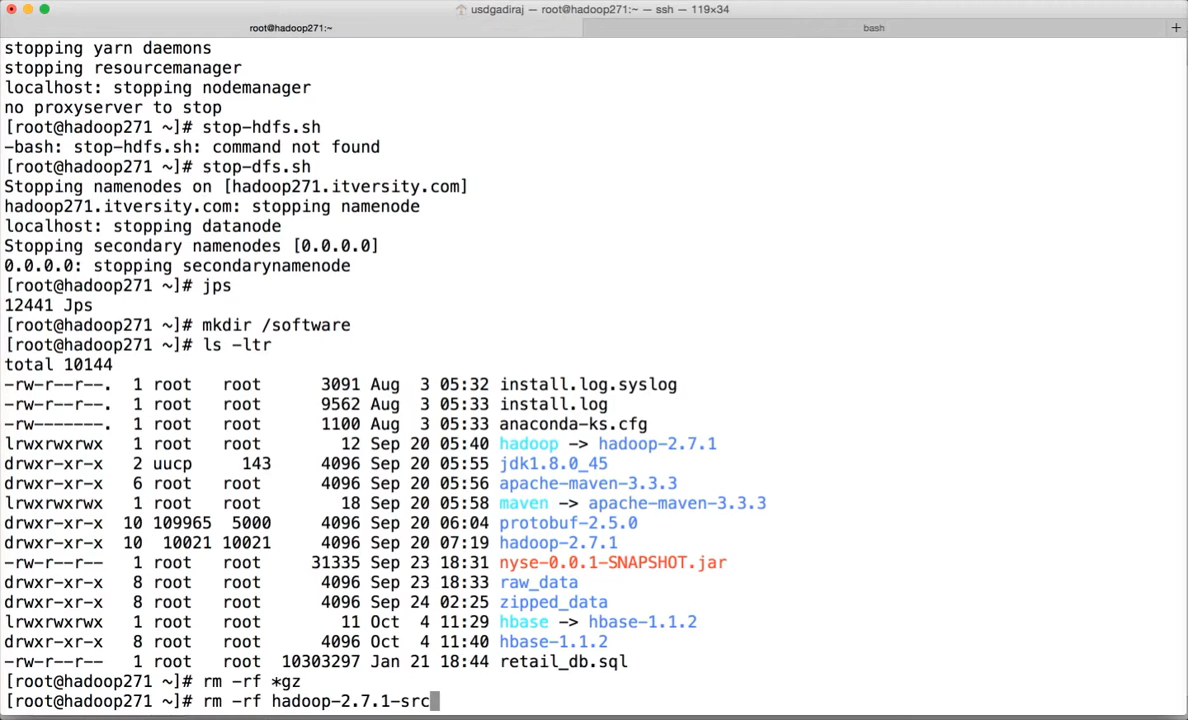 usdgadiraj — root@hadoop271:~ — ssh — 119×34
root@hadoop271:~
bash
+
stopping yarn daemons
stopping resourcemanager
localhost: stopping nodemanager
no proxyserver to stop
[root@hadoop271 ~]# stop-hdfs.sh
-bash: stop-hdfs.sh: command not found
[root@hadoop271 ~]# stop-dfs.sh
Stopping namenodes on [hadoop271.itversity.com]
hadoop271.itversity.com: stopping namenode
localhost: stopping datanode
Stopping secondary namenodes [0.0.0.0]
0.0.0.0: stopping secondarynamenode
[root@hadoop271 ~]# jps
12441 Jps
[root@hadoop271 ~]# mkdir /software
[root@hadoop271 ~]# ls -ltr
total 10144
-rw-r--r--.  1 root   root       3091 Aug  3 05:32 install.log.syslog
-rw-r--r--.  1 root   root       9562 Aug  3 05:33 install.log
-rw-------.  1 root   root       1100 Aug  3 05:33 anaconda-ks.cfg
lrwxrwxrwx   1 root   root         12 Sep 20 05:40 hadoop -> hadoop-2.7.1
drwxr-xr-x   2 uucp    143       4096 Sep 20 05:55 jdk1.8.0_45
drwxr-xr-x   6 root   root       4096 Sep 20 05:56 apache-maven-3.3.3
lrwxrwxrwx   1 root   root         18 Sep 20 05:58 maven -> apache-maven-3.3.3
drwxr-xr-x  10 109965  5000      4096 Sep 20 06:04 protobuf-2.5.0
drwxr-xr-x  10  10021 10021      4096 Sep 20 07:19 hadoop-2.7.1
-rw-r--r--   1 root   root      31335 Sep 23 18:31 nyse-0.0.1-SNAPSHOT.jar
drwxr-xr-x   8 root   root       4096 Sep 23 18:33 raw_data
drwxr-xr-x   8 root   root       4096 Sep 24 02:25 zipped_data
lrwxrwxrwx   1 root   root         11 Oct  4 11:29 hbase -> hbase-1.1.2
drwxr-xr-x   8 root   root       4096 Oct  4 11:40 hbase-1.1.2
-rw-r--r--   1 root   root   10303297 Jan 21 18:44 retail_db.sql
[root@hadoop271 ~]# rm -rf *gz
[root@hadoop271 ~]# rm -rf hadoop-2.7.1-src